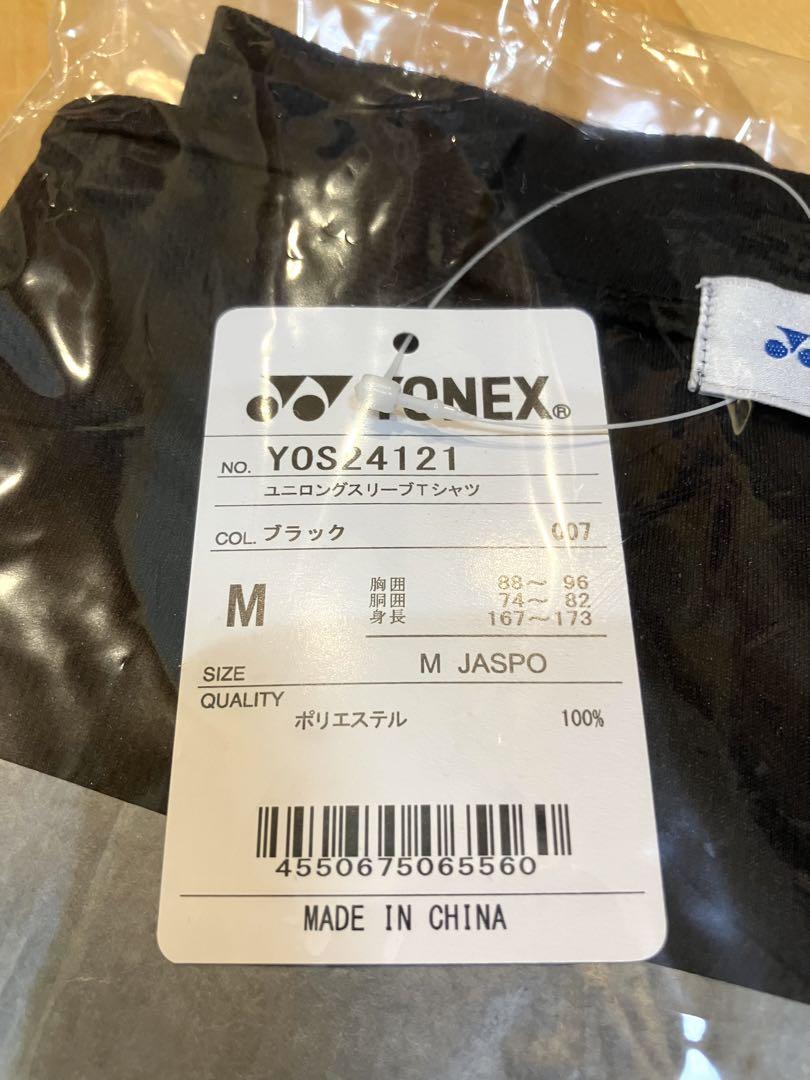 YONEX®
NO. YOS24121
ユニロングスリーブTシャツ
COL. ブラック 007
M
胸囲 88～ 96
胴囲 74～ 82
身長 167～173
SIZE M JASPO
QUALITY
ポリエステル 100%
4550675065560
MADE IN CHINA